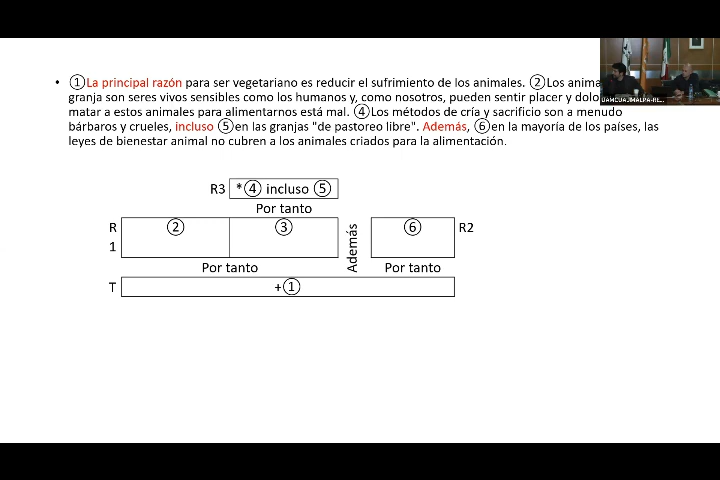 • ①La principal razón para ser vegetariano es reducir el sufrimiento de los animales. ②Los
granja son seres vivos sensibles como los humanos y, como nosotros, pueden sentir placer y
matar a estos animales para alimentarnos está mal. ④Los métodos de cría y sacrificio son a menudo
bárbaros y crueles, incluso ⑤en las granjas "de pastoreo libre". Además, ⑥en la mayoría de los países, las
leyes de bienestar animal no cubren a los animales criados para la alimentación.
R3 *④ incluso ⑤
Por tanto
R 1 ② ③ Además ⑥ R2
Por tanto Por tanto
T +①